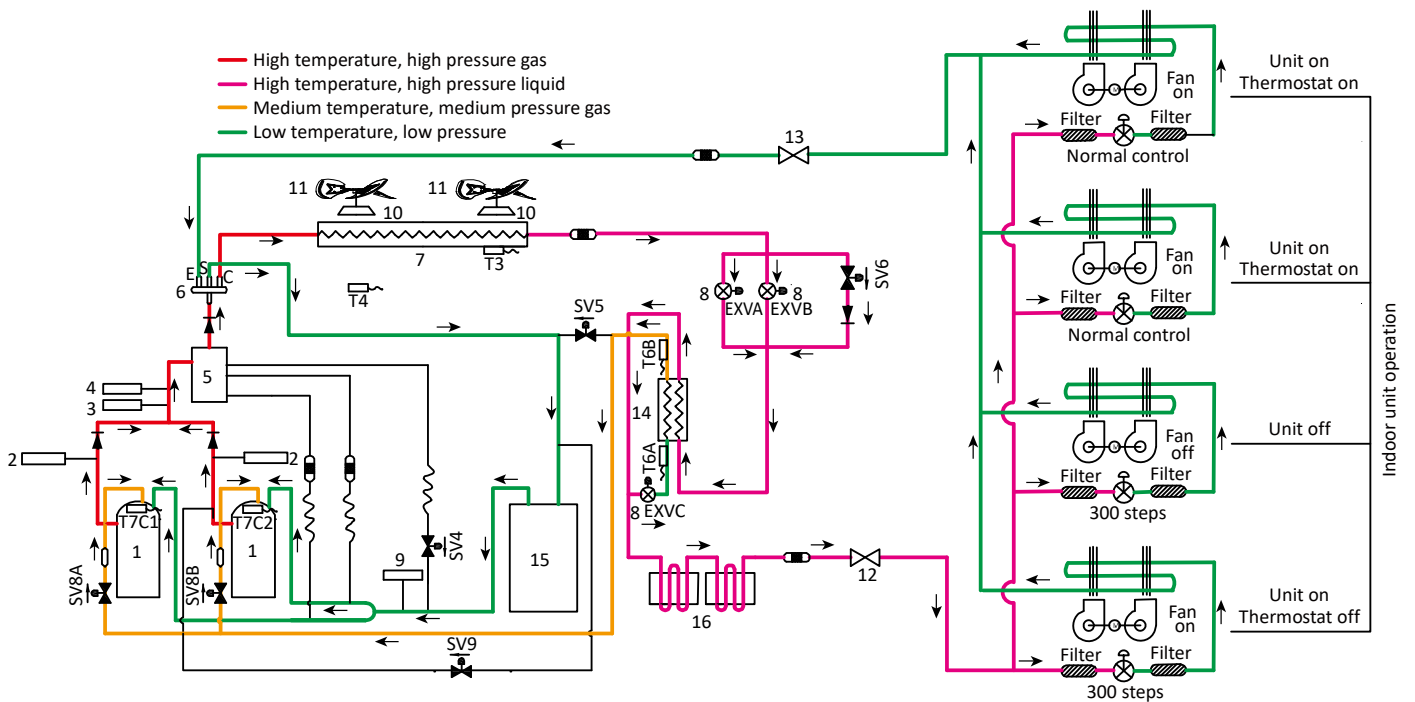 High temperature, high pressure gas
High temperature, high pressure liquid
Medium temperature, medium pressure gas
Low temperature, low pressure
13
11
11
10
10
7
T3
E
S
C
6
T4
SV5
8
EXVA
8
EXVB
SV6
T6B
14
T6A
8
EXVC
5
4
3
2
2
T7C1
T7C2
1
1
SV8A
SV8B
9
SV4
15
SV9
16
12
Fan
on
Filter
Filter
Normal control
Unit on
Thermostat on
Fan
on
Filter
Filter
Normal control
Unit on
Thermostat on
Fan
off
Filter
Filter
300 steps
Unit off
Fan
on
Filter
Filter
300 steps
Unit on
Thermostat off
Indoor unit operation